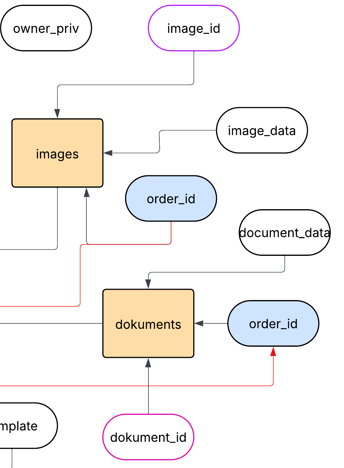 owner_priv
image_id
image_data
images
order_id
document_data
dokuments
order_id
mplate
dokument_id